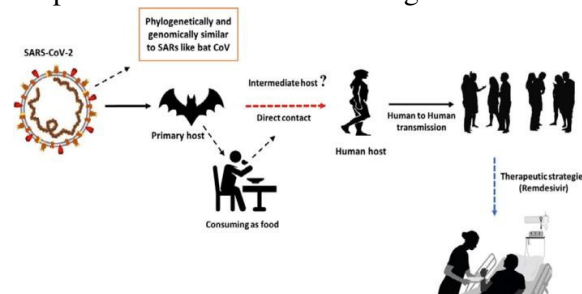 Phylogenetically and
genomically similar
to SARs like bat CoV
SARS-CoV-2
Intermediate host ?
Direct contact
Primary host
Human host
Human to Human
transmission
Consuming as food
Therapeutic strategie
(Remdesivir)